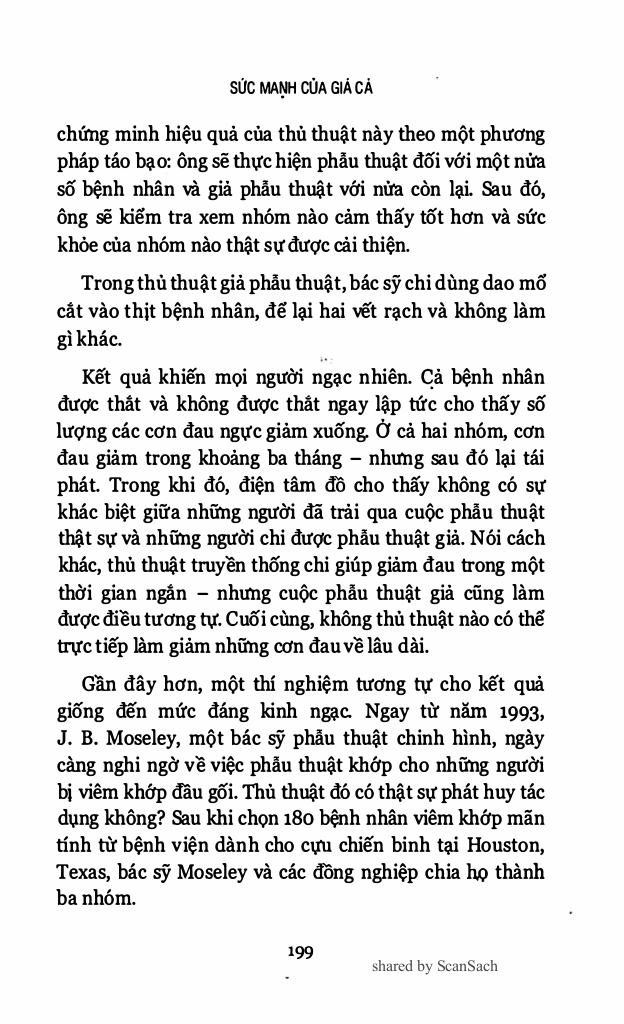 SỨC MẠNH CỦA GIÁ CẢ
chứng minh hiệu quả của thủ thuật này theo một phương
pháp táo bạo: ông sẽ thực hiện phẫu thuật đối với một nửa
số bệnh nhân và giả phẫu thuật với nửa còn lại. Sau đó,
ông sẽ kiểm tra xem nhóm nào cảm thấy tốt hơn và sức
khỏe của nhóm nào thật sự được cải thiện.
Trong thủ thuật giả phẫu thuật, bác sỹ chỉ dùng dao mổ
cắt vào thịt bệnh nhân, để lại hai vết rạch và không làm
gì khác.
Kết quả khiến mọi người ngạc nhiên. Cả bệnh nhân
được thắt và không được thắt ngay lập tức cho thấy số
lượng các cơn đau ngực giảm xuống. Ở cả hai nhóm, cơn
đau giảm trong khoảng ba tháng – nhưng sau đó lại tái
phát. Trong khi đó, điện tâm đồ cho thấy không có sự
khác biệt giữa những người đã trải qua cuộc phẫu thuật
thật sự và những người chỉ được phẫu thuật giả. Nói cách
khác, thủ thuật truyền thống chỉ giúp giảm đau trong một
thời gian ngắn – nhưng cuộc phẫu thuật giả cũng làm
được điều tương tự. Cuối cùng, không thủ thuật nào có thể
trực tiếp làm giảm những cơn đau về lâu dài.
Gần đây hơn, một thí nghiệm tương tự cho kết quả
giống đến mức đáng kinh ngạc. Ngay từ năm 1993,
J. B. Moseley, một bác sỹ phẫu thuật chỉnh hình, ngày
càng nghi ngờ về việc phẫu thuật khớp cho những người
bị viêm khớp đầu gối. Thủ thuật đó có thật sự phát huy tác
dụng không? Sau khi chọn 180 bệnh nhân viêm khớp mãn
tính từ bệnh viện dành cho cựu chiến binh tại Houston,
Texas, bác sỹ Moseley và các đồng nghiệp chia họ thành
ba nhóm.
199
shared by ScanSach